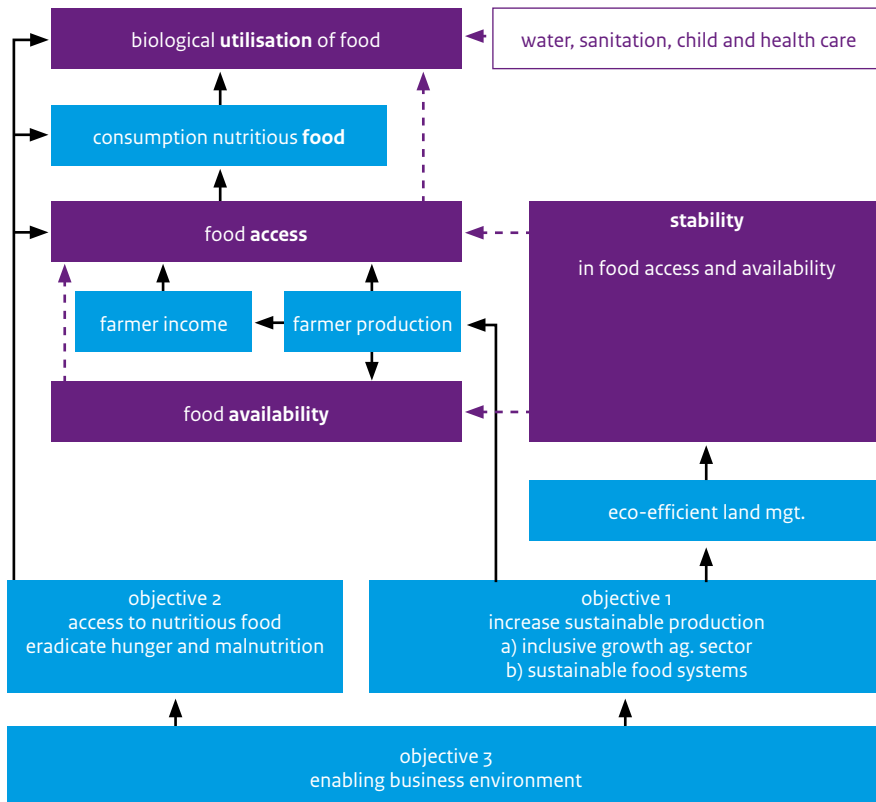 biological utilisation of food
water, sanitation, child and health care
consumption nutritious food
food access
stability
in food access and availability
farmer income
farmer production
food availability
eco-efficient land mgt.
objective 2
access to nutritious food
eradicate hunger and malnutrition
objective 1
increase sustainable production
a) inclusive growth ag. sector
b) sustainable food systems
objective 3
enabling business environment